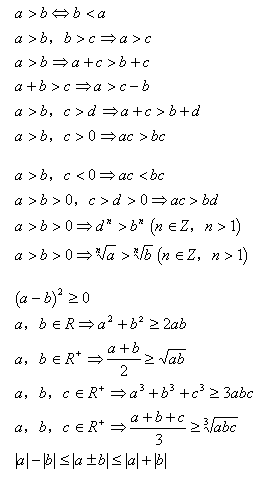 a>b⇔b<a
a>b, b>c⇒a>c
a>b⇒a+c>b+c
a+b>c⇒a>c−b
a>b, c>d⇒a+c>b+d
a>b, c>0⇒ac>bc
a>b, c<0⇒ac<bc
a>b>0, c>d>0⇒ac>bd
a>b>0⇒dⁿ>bⁿ (n∈Z, n>1)
a>b>0⇒ⁿ√a>ⁿ√b (n∈Z, n>1)
(a−b)²≥0
a, b∈R⇒a²+b²≥2ab
a, b∈R⁺⇒(a+b)/2≥√ab
a, b, c∈R⁺⇒a³+b³+c³≥3abc
a, b, c∈R⁺⇒(a+b+c)/3≥³√abc
|a|−|b|≤|a±b|≤|a|+|b|